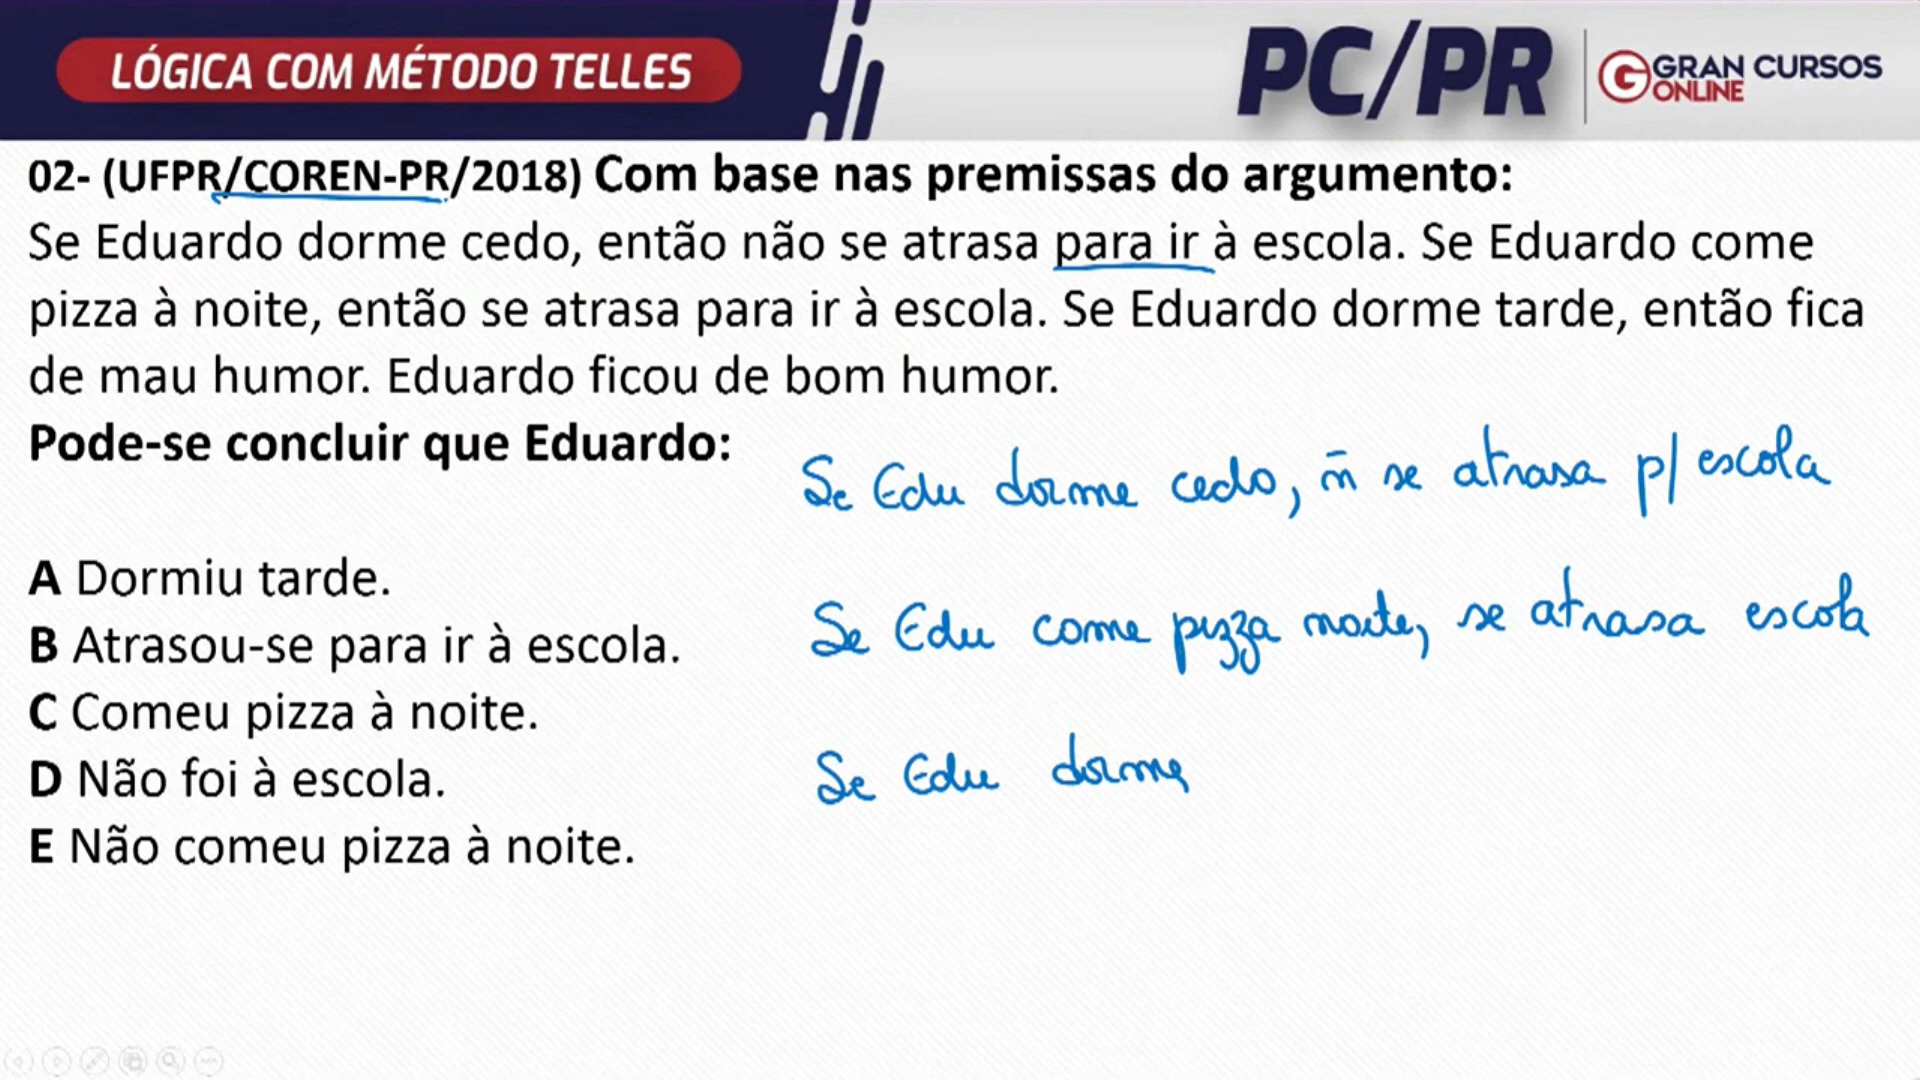 LÓGICA COM MÉTODO TELLES
PC/PR
GRAN CURSOS
ONLINE
02- (UFPR/COREN-PR/2018) Com base nas premissas do argumento:
Se Eduardo dorme cedo, então não se atrasa para ir à escola. Se Eduardo come
pizza à noite, então se atrasa para ir à escola. Se Eduardo dorme tarde, então fica
de mau humor. Eduardo ficou de bom humor.
Pode-se concluir que Eduardo:
Se Edu dorme cedo, ñ se atrasa p/ escola
A Dormiu tarde.
Se Edu come pizza noite, se atrasa escola
B Atrasou-se para ir à escola.
C Comeu pizza à noite.
Se Edu dorme
D Não foi à escola.
E Não comeu pizza à noite.